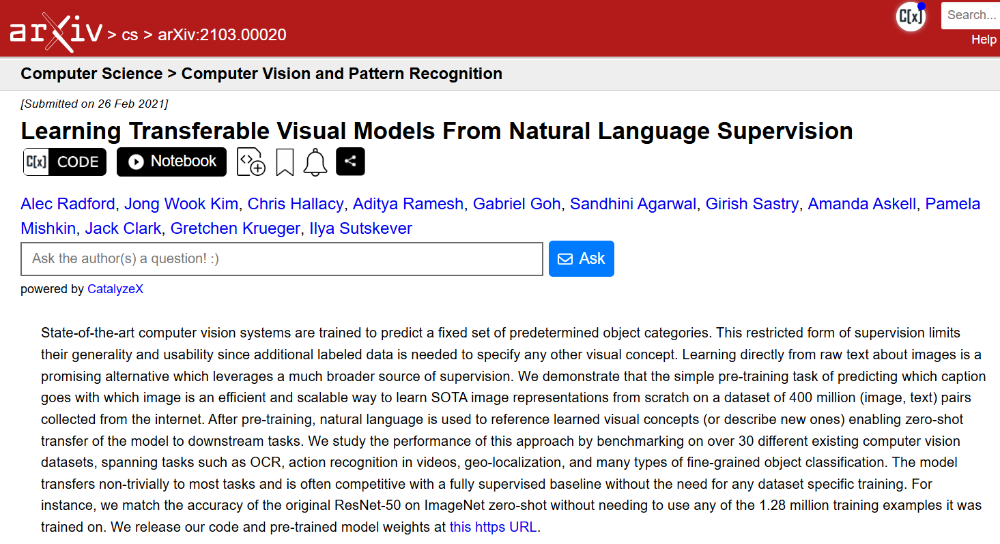 arXiv > cs > arXiv:2103.00020
C[x]
Search...
Help
Computer Science > Computer Vision and Pattern Recognition
[Submitted on 26 Feb 2021]
Learning Transferable Visual Models From Natural Language Supervision
C[x] CODE Notebook
Alec Radford, Jong Wook Kim, Chris Hallacy, Aditya Ramesh, Gabriel Goh, Sandhini Agarwal, Girish Sastry, Amanda Askell, Pamela
Mishkin, Jack Clark, Gretchen Krueger, Ilya Sutskever
Ask the author(s) a question! :) Ask
powered by CatalyzeX
State-of-the-art computer vision systems are trained to predict a fixed set of predetermined object categories. This restricted form of supervision limits
their generality and usability since additional labeled data is needed to specify any other visual concept. Learning directly from raw text about images is a
promising alternative which leverages a much broader source of supervision. We demonstrate that the simple pre-training task of predicting which caption
goes with which image is an efficient and scalable way to learn SOTA image representations from scratch on a dataset of 400 million (image, text) pairs
collected from the internet. After pre-training, natural language is used to reference learned visual concepts (or describe new ones) enabling zero-shot
transfer of the model to downstream tasks. We study the performance of this approach by benchmarking on over 30 different existing computer vision
datasets, spanning tasks such as OCR, action recognition in videos, geo-localization, and many types of fine-grained object classification. The model
transfers non-trivially to most tasks and is often competitive with a fully supervised baseline without the need for any dataset specific training. For
instance, we match the accuracy of the original ResNet-50 on ImageNet zero-shot without needing to use any of the 1.28 million training examples it was
trained on. We release our code and pre-trained model weights at this https URL.